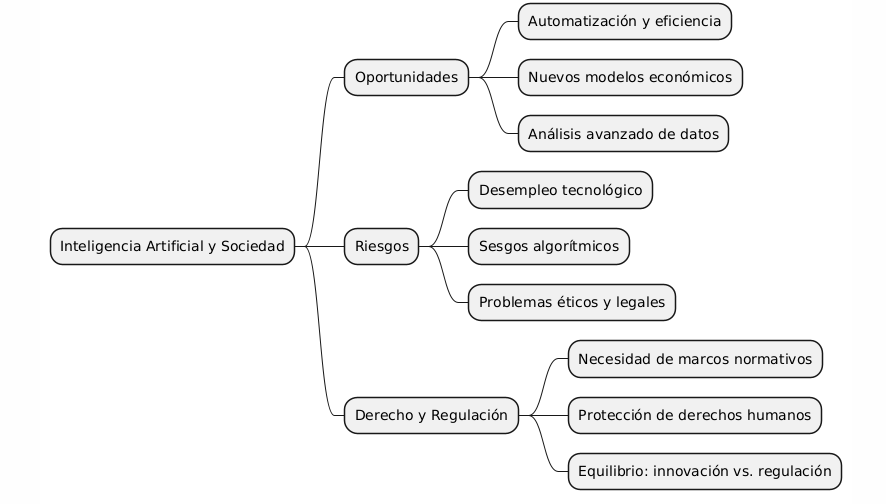 Inteligencia Artificial y Sociedad
Oportunidades
Automatización y eficiencia
Nuevos modelos económicos
Análisis avanzado de datos
Riesgos
Desempleo tecnológico
Sesgos algorítmicos
Problemas éticos y legales
Derecho y Regulación
Necesidad de marcos normativos
Protección de derechos humanos
Equilibrio: innovación vs. regulación